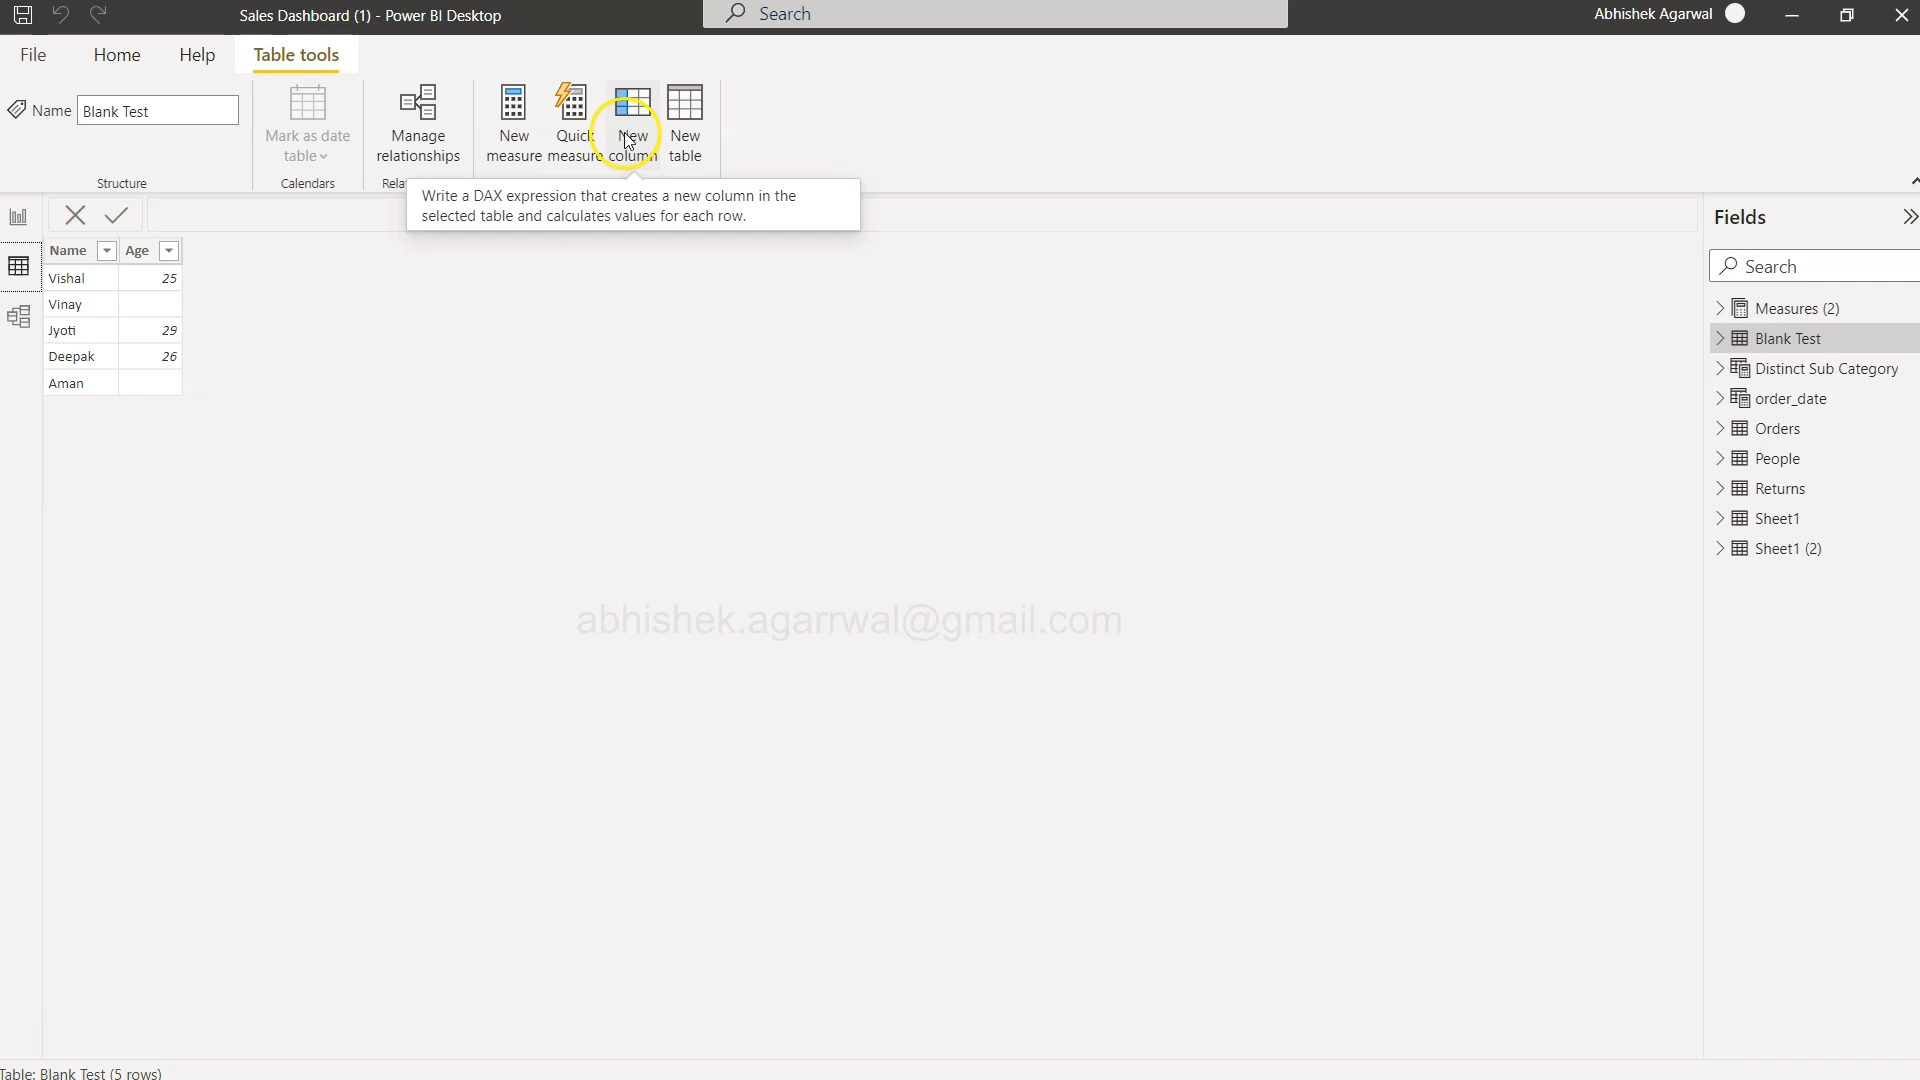 Sales Dashboard (1) - Power BI Desktop
Search
Abhishek Agarwal
File
Home
Help
Table tools
Name
Blank Test
Mark as date
table
Manage
relationships
New
measure
Quick
measure
New
column
New
table
Structure
Calendars
Rela
Write a DAX expression that creates a new column in the
selected table and calculates values for each row.
Name
Age
Vishal
25
Vinay
Jyoti
29
Deepak
26
Aman
Fields
Search
Measures (2)
Blank Test
Distinct Sub Category
order_date
Orders
People
Returns
Sheet1
Sheet1 (2)
abhishek.agarrwal@gmail.com
Table: Blank Test (5 rows)